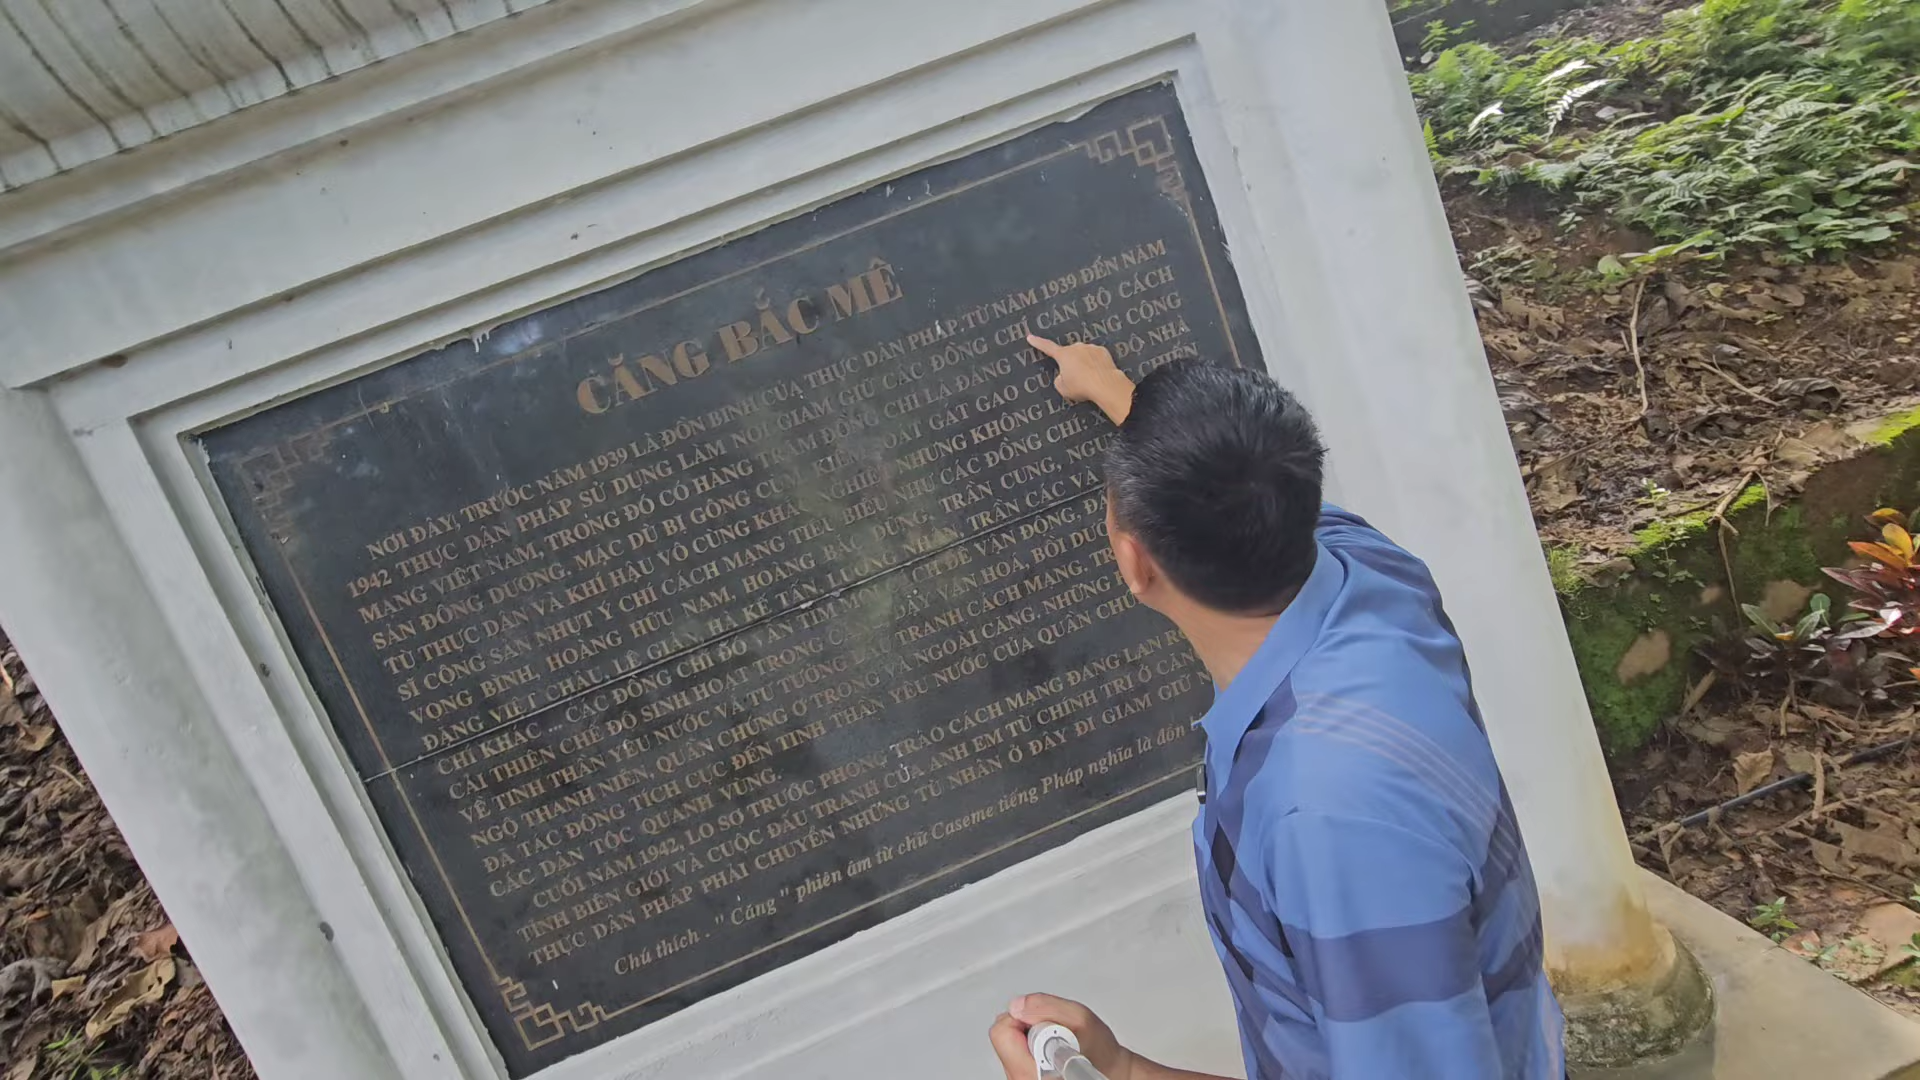 CĂNG BẮC MÊ
NƠI ĐÂY, TRƯỚC NĂM 1939 LÀ ĐỒN BINH CỦA THỰC DÂN PHÁP. TỪ NĂM 1939 ĐẾN NĂM
1942 THỰC DÂN PHÁP SỬ DỤNG LÀM NƠI GIAM GIỮ CÁC ĐỒNG CHÍ CÁN BỘ CÁCH
MẠNG VIỆT NAM, TRONG ĐÓ CÓ HÀNG TRĂM ĐỒNG CHÍ LÀ ĐẢNG VIÊN ĐẢNG CỘNG
SẢN ĐÔNG DƯƠNG, MẶC DÙ BỊ GÔNG CÙM, KIỂM SOÁT GẮT GAO CỦA ĐỘ NHÀ
TÙ THỰC DÂN VÀ KHÍ HẬU VÔ CÙNG KHẮC NGHIỆT NHƯNG KHÔNG CHIẾN
SĨ CỘNG SẢN NHỤT Ý CHÍ CÁCH MẠNG TIÊU BIỂU NHƯ CÁC ĐỒNG CHÍ:
VỌNG BÌNH, HOÀNG HỮU NAM, HOÀNG BẮC DŨNG, TRẦN CUNG,
ĐẶNG VIỆT CHÂU, LÊ GIẢN, HÀ KẾ TẤN, LƯƠNG NHÂN, TRẦN CÁC VÀ
CHÍ KHÁC ... CÁC ĐỒNG CHÍ ĐÓ VẪN TÌM MỌI CÁCH ĐỂ VẬN ĐỘNG,
CẢI THIỆN CHẾ ĐỘ SINH HOẠT TRONG CĂNG, DẠY VĂN HOÁ, BỒI
VỀ TINH THẦN YÊU NƯỚC VÀ TƯ TƯỞNG ĐẤU TRANH CÁCH MẠNG.
NGỘ THANH NIÊN, QUẦN CHÚNG Ở TRONG VÀ NGOÀI CĂNG, NHỮNG
ĐÃ TÁC ĐỘNG TÍCH CỰC ĐẾN TINH THẦN YÊU NƯỚC CỦA QUẦN
CÁC DÂN TỘC QUANH VÙNG.
CUỐI NĂM 1942, LO SỢ TRƯỚC PHONG TRÀO CÁCH MẠNG ĐANG LAN
TỈNH BIÊN GIỚI VÀ CUỘC ĐẤU TRANH CỦA ANH EM TÙ CHÍNH TRỊ Ở
THỰC DÂN PHÁP PHẢI CHUYỂN NHỮNG TÙ NHÂN Ở ĐÂY ĐI GIAM GIỮ
Chú thích . " Căng " phiên âm từ chữ Caseme tiếng Pháp nghĩa là đồn